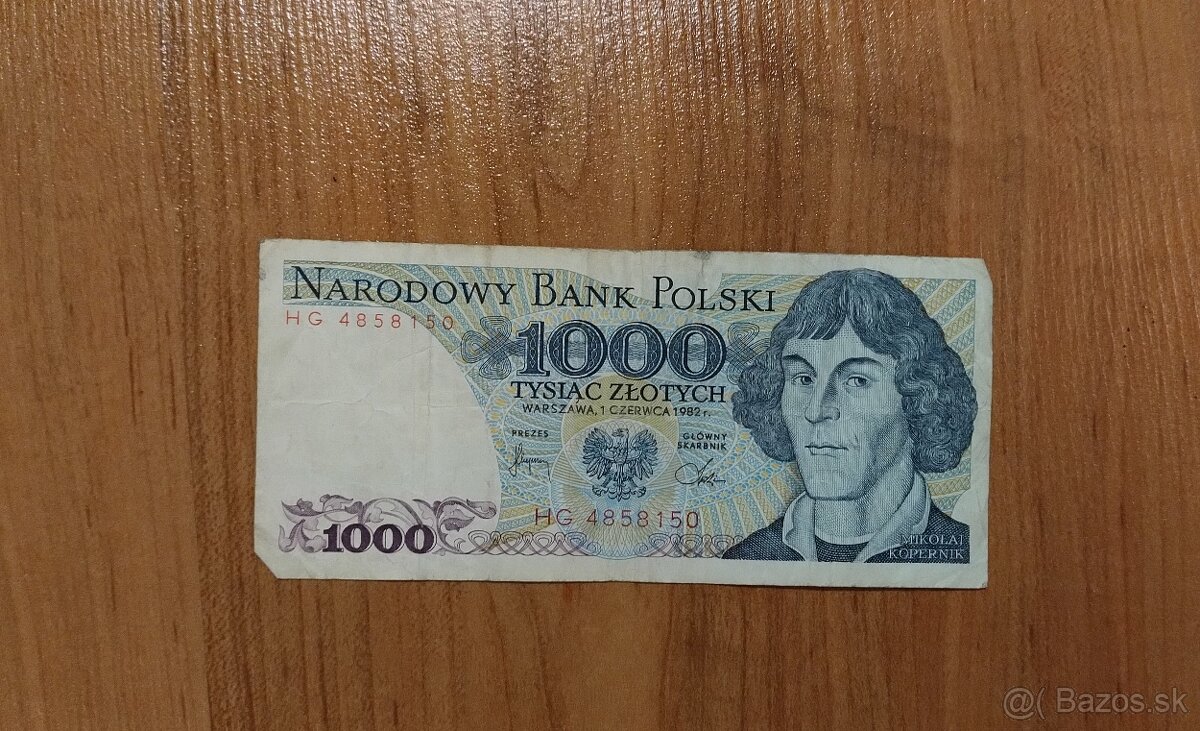 NARODOWY BANK POLSKI
HG 4858150
1000
TYSIĄC ZŁOTYCH
WARSZAWA, 1 CZERWCA 1982 r.
PREZES
GŁÓWNY
SKARBNIK
HG 4858150
1000
MIKOŁAJ
KOPERNIK
@( Bazos.sk